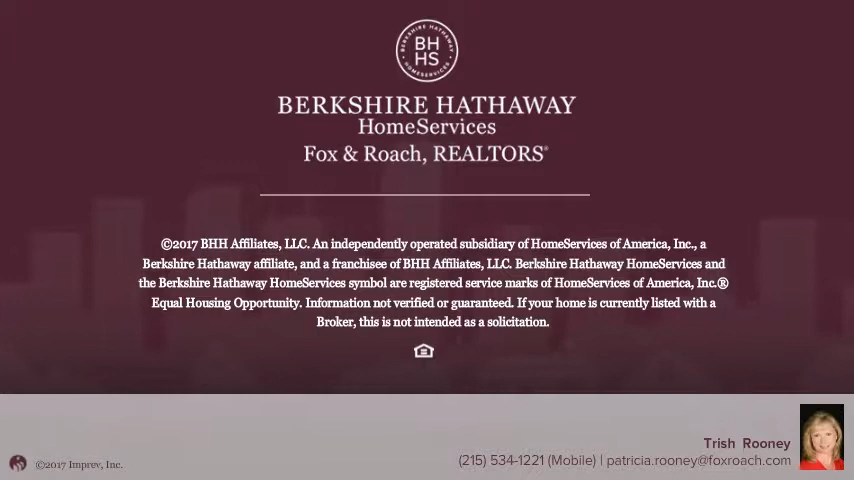 BERKSHIRE HATHAWAY
HOMESERVICES
BH
HS
BERKSHIRE HATHAWAY
HomeServices
Fox & Roach, REALTORS®
©2017 BHH Affiliates, LLC. An independently operated subsidiary of HomeServices of America, Inc., a
Berkshire Hathaway affiliate, and a franchisee of BHH Affiliates, LLC. Berkshire Hathaway HomeServices and
the Berkshire Hathaway HomeServices symbol are registered service marks of HomeServices of America, Inc.®
Equal Housing Opportunity. Information not verified or guaranteed. If your home is currently listed with a
Broker, this is not intended as a solicitation.
Trish Rooney
(215) 534-1221 (Mobile) | patricia.rooney@foxroach.com
©2017 Imprev, Inc.